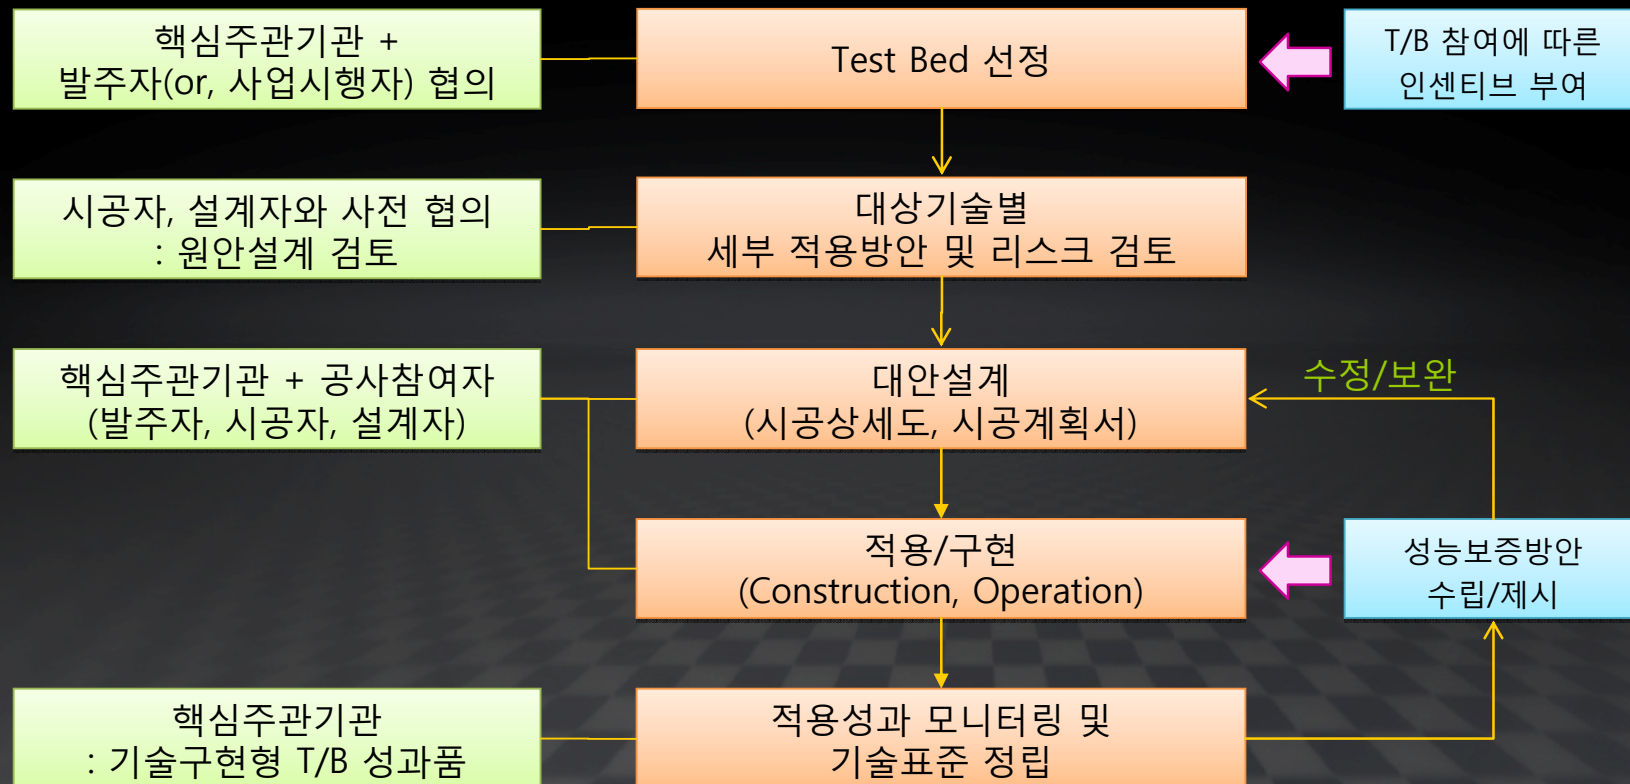 핵심주관기관 +
발주자(or, 사업시행자) 협의
Test Bed 선정
T/B 참여에 따른
인센티브 부여
시공자, 설계자와 사전 협의
: 원안설계 검토
대상기술별
세부 적용방안 및 리스크 검토
핵심주관기관 + 공사참여자
(발주자, 시공자, 설계자)
대안설계
(시공상세도, 시공계획서)
수정/보완
적용/구현
(Construction, Operation)
성능보증방안
수립/제시
핵심주관기관
: 기술구현형 T/B 성과품
적용성과 모니터링 및
기술표준 정립